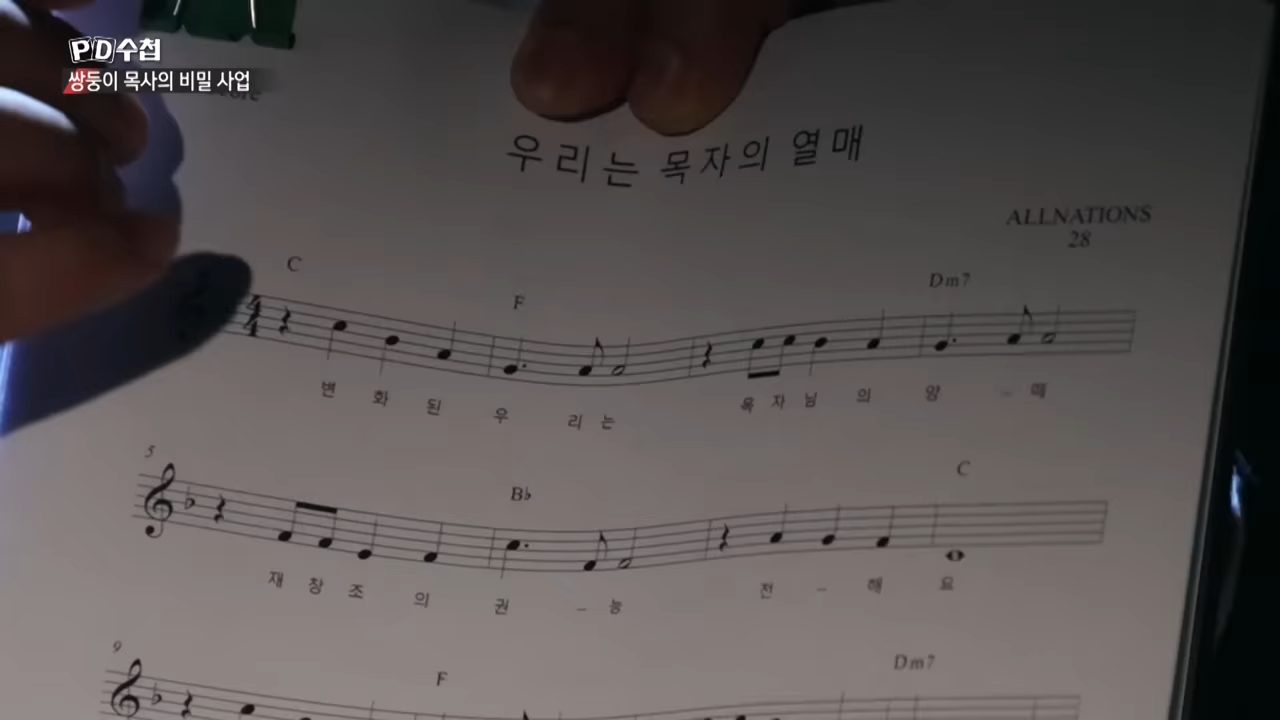 PD수첩
쌍둥이 목사의 비밀 사업
우리는 목자의 열매
ALLNATIONS
28
C
F
Dm7
변 화 된 우 리 는 목 자 님 의 양 - 떼
5
B♭
C
재 창 조 의 권 - 능 전 - 해 요
9
F
Dm7